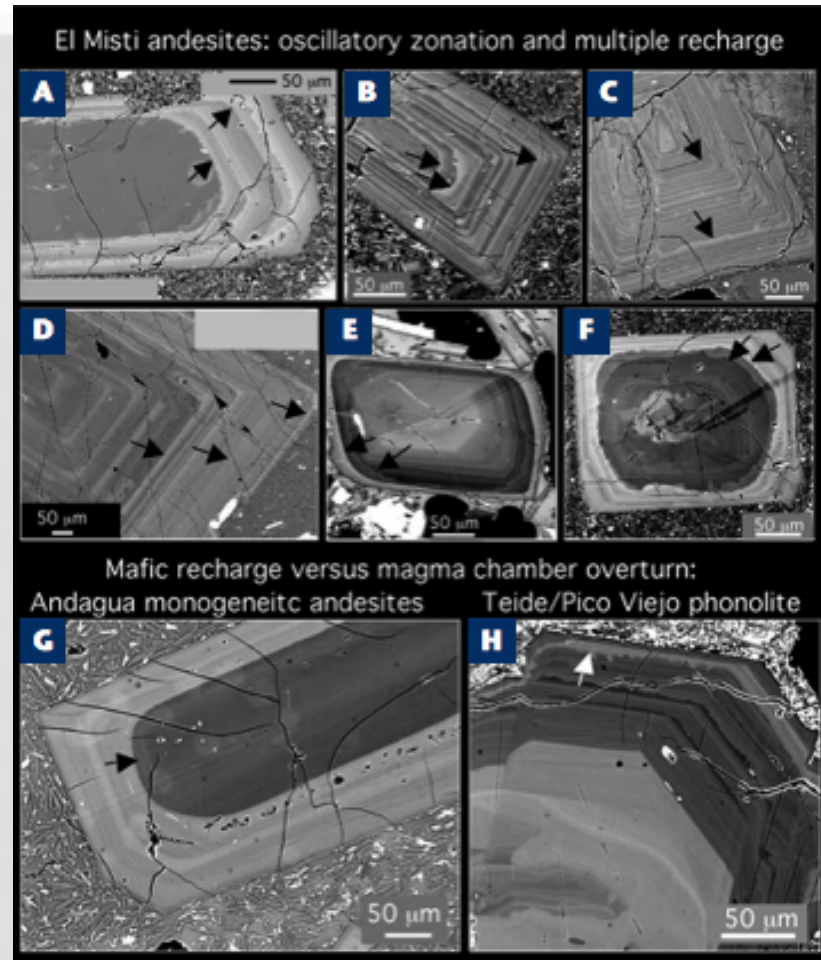 El Misti andesites: oscillatory zonation and multiple recharge
A
50 μm
B
50 μm
C
50 μm
D
50 μm
E
50 μm
F
50 μm
Mafic recharge versus magma chamber overturn:
Andagua monogeneitc andesites
Teide/Pico Viejo phonolite
G
50 μm
H
50 μm